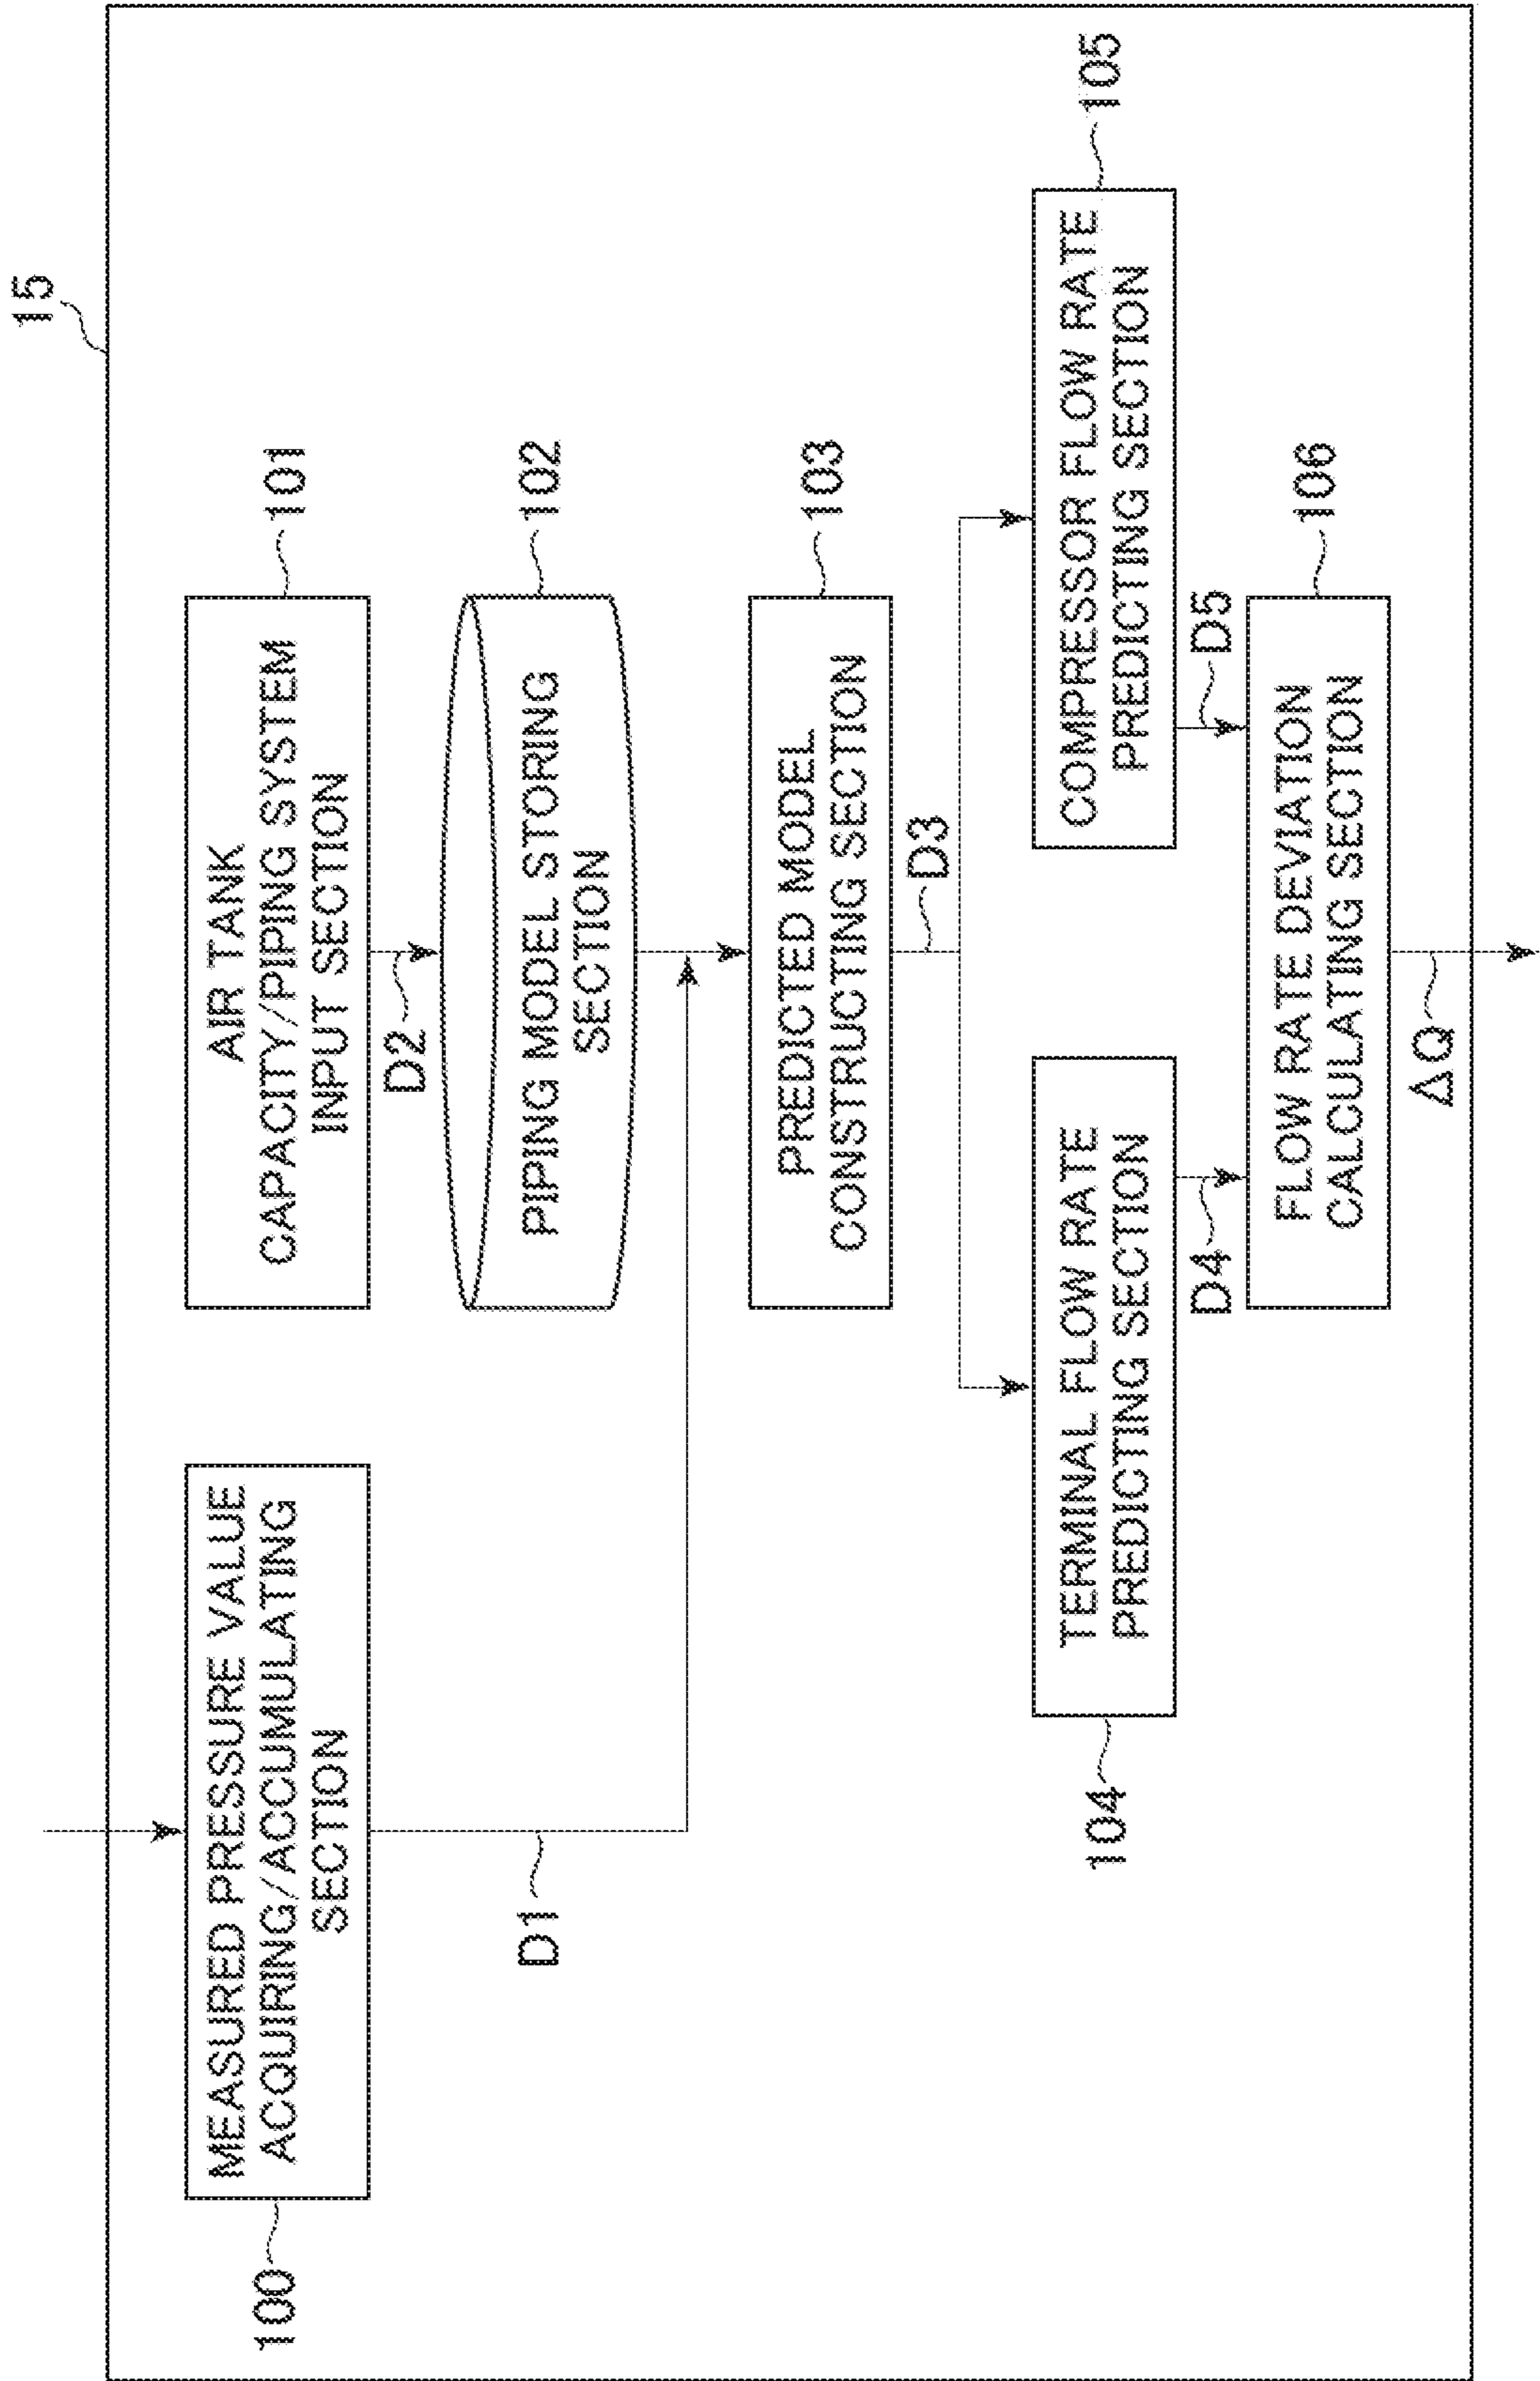 15
100
MEASURED PRESSURE VALUE
ACQUIRING/ACCUMULATING
SECTION
D1
101
AIR TANK
CAPACITY/PIPING SYSTEM
INPUT SECTION
D2
102
PIPING MODEL STORING
SECTION
103
PREDICTED MODEL
CONSTRUCTING SECTION
D3
104
TERMINAL FLOW RATE
PREDICTING SECTION
D4
105
COMPRESSOR FLOW RATE
PREDICTING SECTION
D5
106
FLOW RATE DEVIATION
CALCULATING SECTION
ΔQ